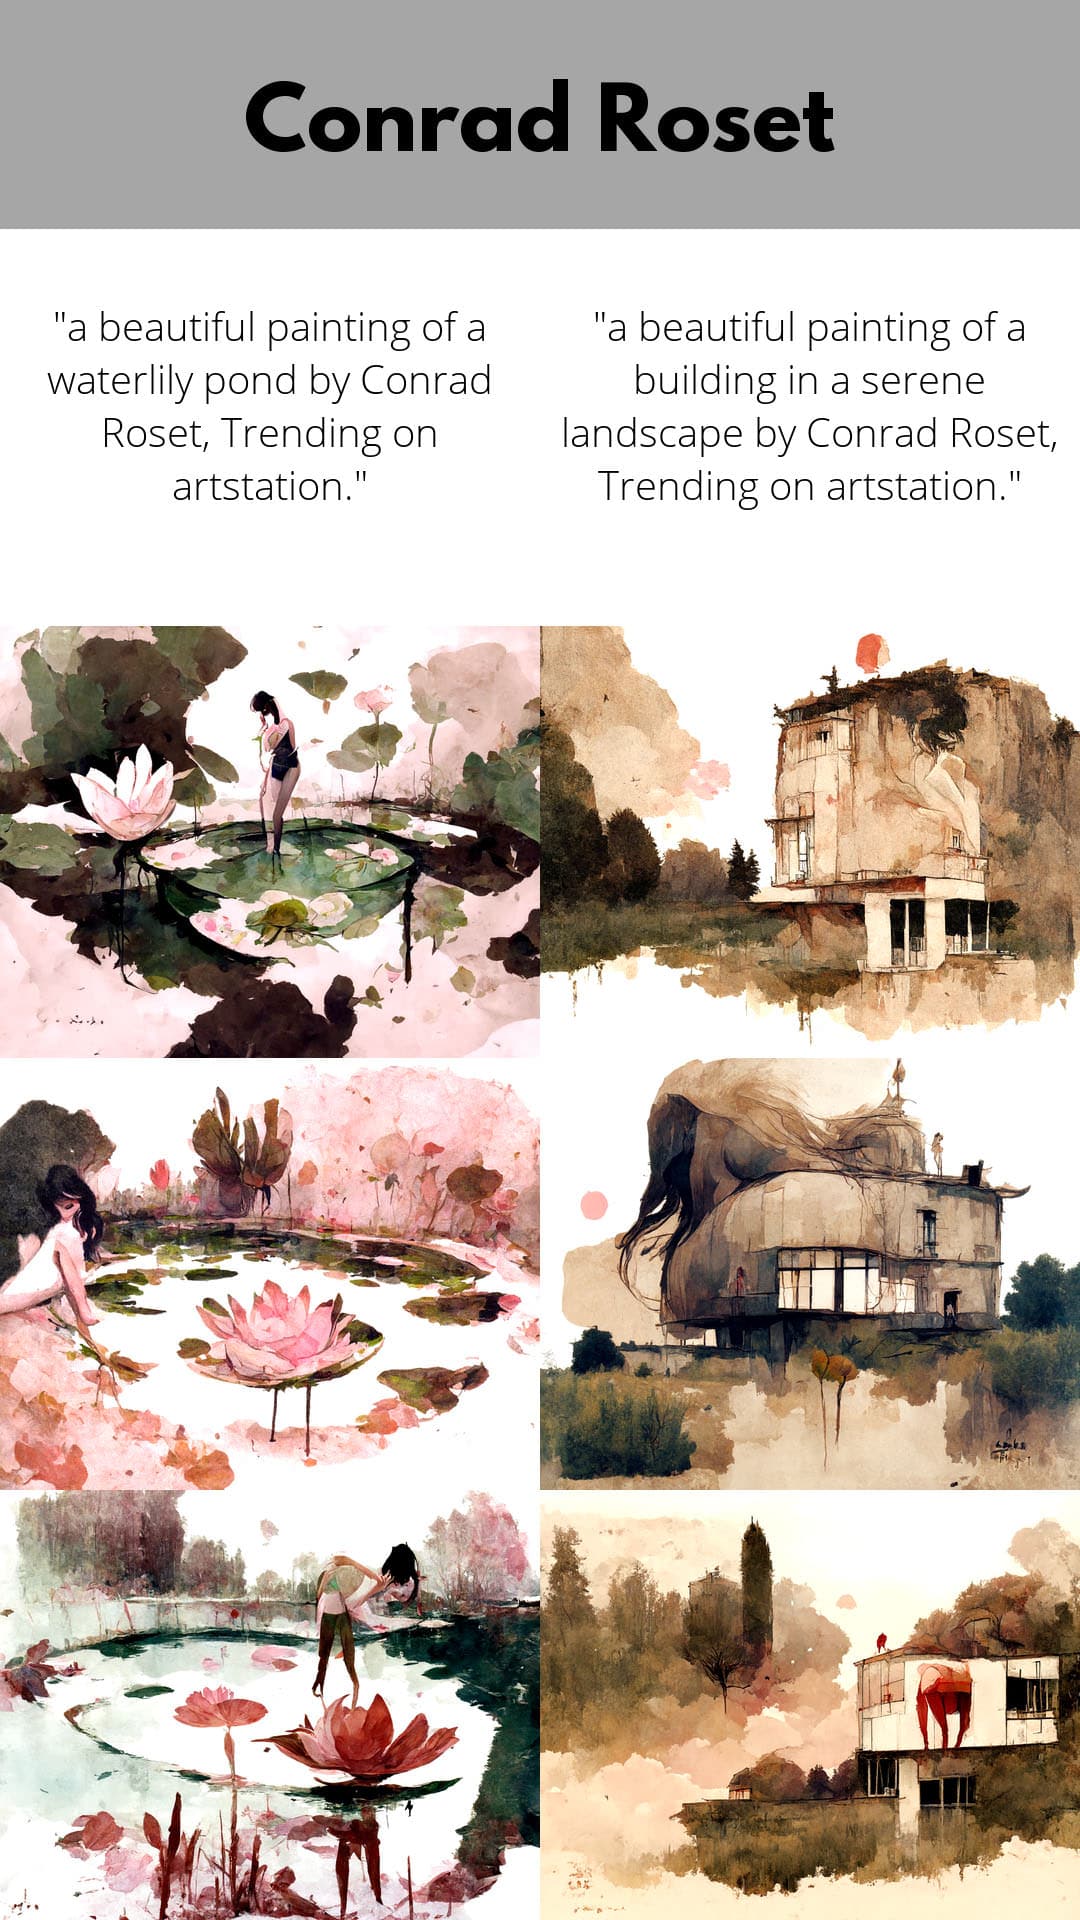 Conrad Roset
"a beautiful painting of a
waterlily pond by Conrad
Roset, Trending on
artstation."
"a beautiful painting of a
building in a serene
landscape by Conrad Roset,
Trending on artstation."